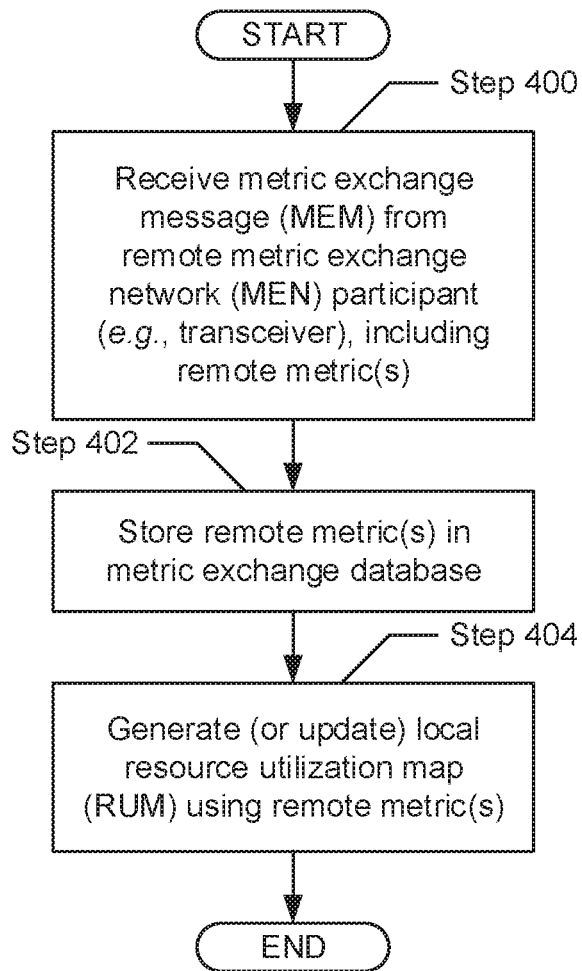 START
Step 400
Receive metric exchange
message (MEM) from
remote metric exchange
network (MEN) participant
(e.g., transceiver), including
remote metric(s)
Step 402
Store remote metric(s) in
metric exchange database
Step 404
Generate (or update) local
resource utilization map
(RUM) using remote metric(s)
END